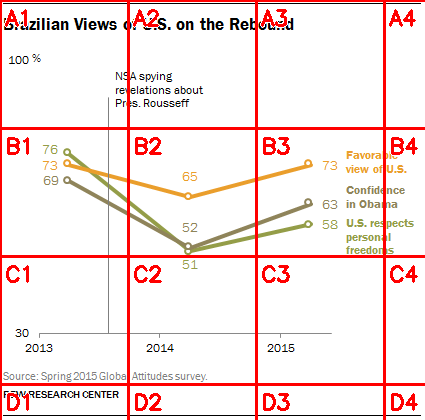 Brazilian Views of U.S. on the Rebound
A1 A2 A3 A4
100 %
NSA spying
revelations about
Pres. Rousseff
B1 B2 B3 B4
76
73
69
65
52
51
73
Favorable
view of U.S.
63
Confidence
in Obama
58
U.S. respects
personal
freedoms
C1 C2 C3 C4
30
2013 2014 2015
Source: Spring 2015 Global Attitudes survey.
PEW RESEARCH CENTER
D1 D2 D3 D4